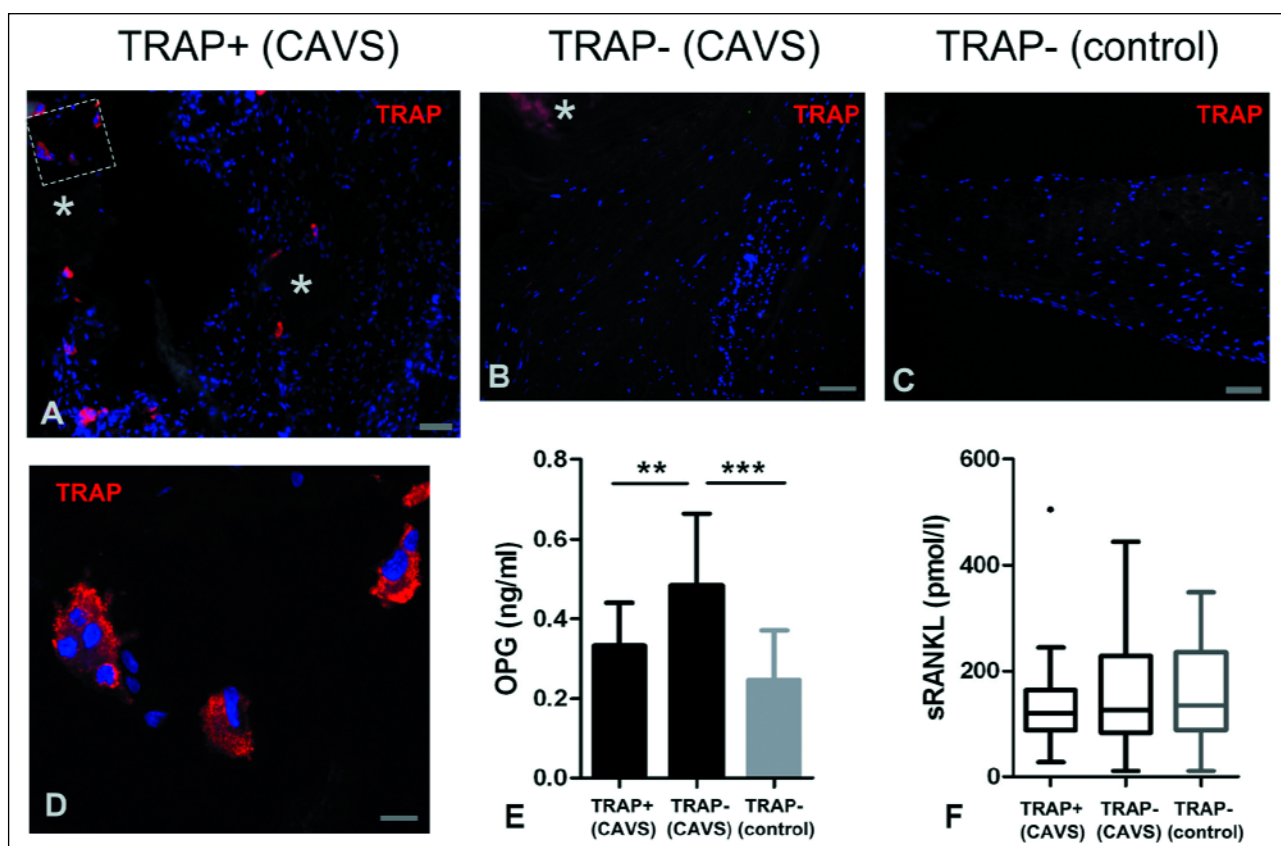 TRAP+ (CAVS)
TRAP- (CAVS)
TRAP- (control)
TRAP
*
*
A
*
TRAP
B
TRAP
C
TRAP
D
0.8
0.6
0.4
0.2
0.0
OPG (ng/ml)
**
***
TRAP+
(CAVS)
TRAP-
(CAVS)
TRAP-
(control)
E
600
400
200
0
sRANKL (pmol/l)
TRAP+
(CAVS)
TRAP-
(CAVS)
TRAP-
(control)
F